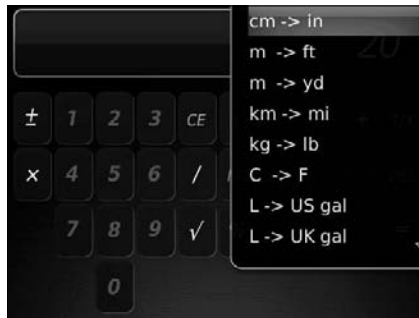 cm -> in
20
m -> ft
m -> yd
± 1 2 3 CE
km -> mi
kg -> lb
× 4 5 6 /
C -> F
L -> US gal
7 8 9 √
L -> UK gal
=
0